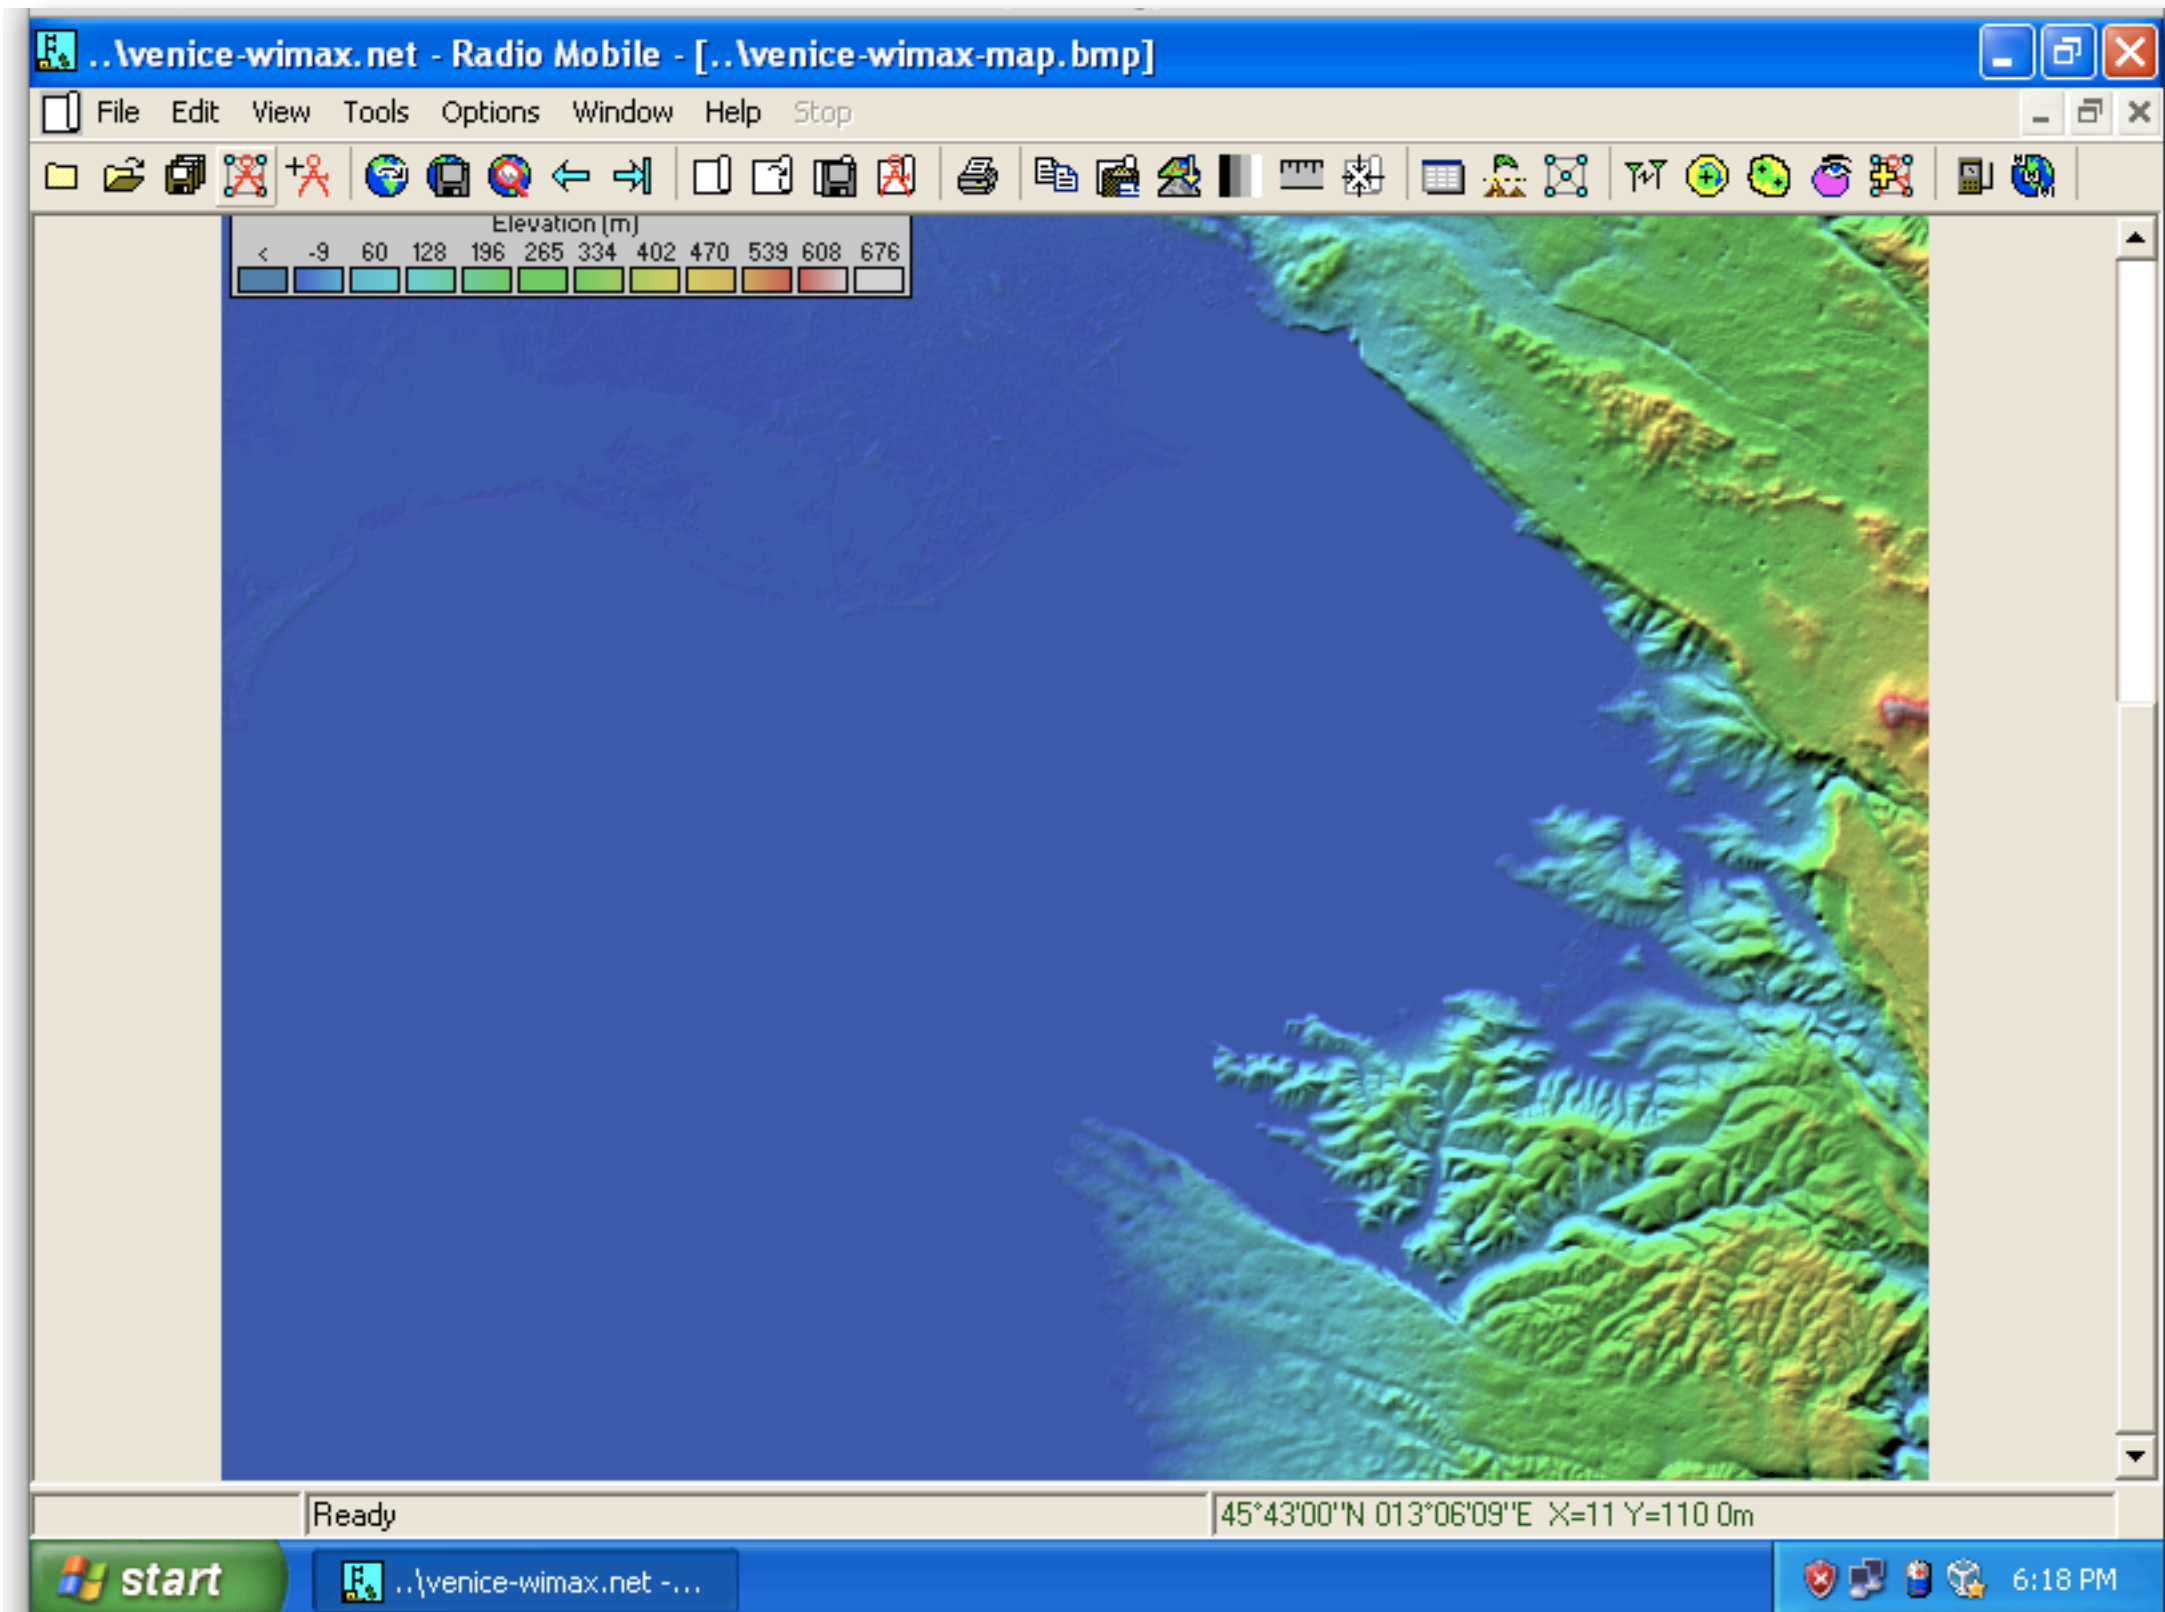 ..\venice-wimax.net - Radio Mobile - [..\venice-wimax-map.bmp]
File Edit View Tools Options Window Help Stop
Elevation (m)
< -9 60 128 196 265 334 402 470 539 608 676
Ready
45°43'00"N 013°06'09"E X=11 Y=110 0m
start
..\venice-wimax.net -...
6:18 PM